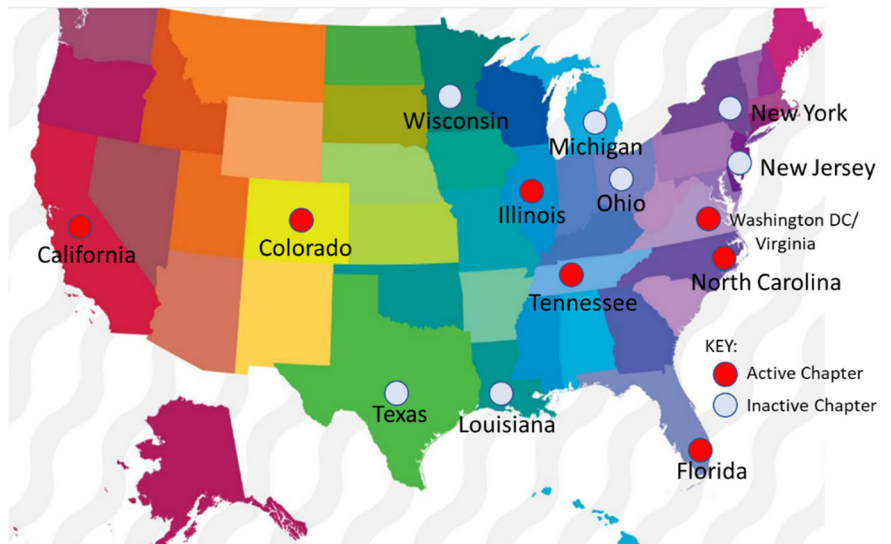 Wisconsin
Michigan
New York
New Jersey
Ohio
Illinois
Washington DC/
Virginia
California
Colorado
North Carolina
Tennessee
KEY:
Active Chapter
Inactive Chapter
Texas
Louisiana
Florida